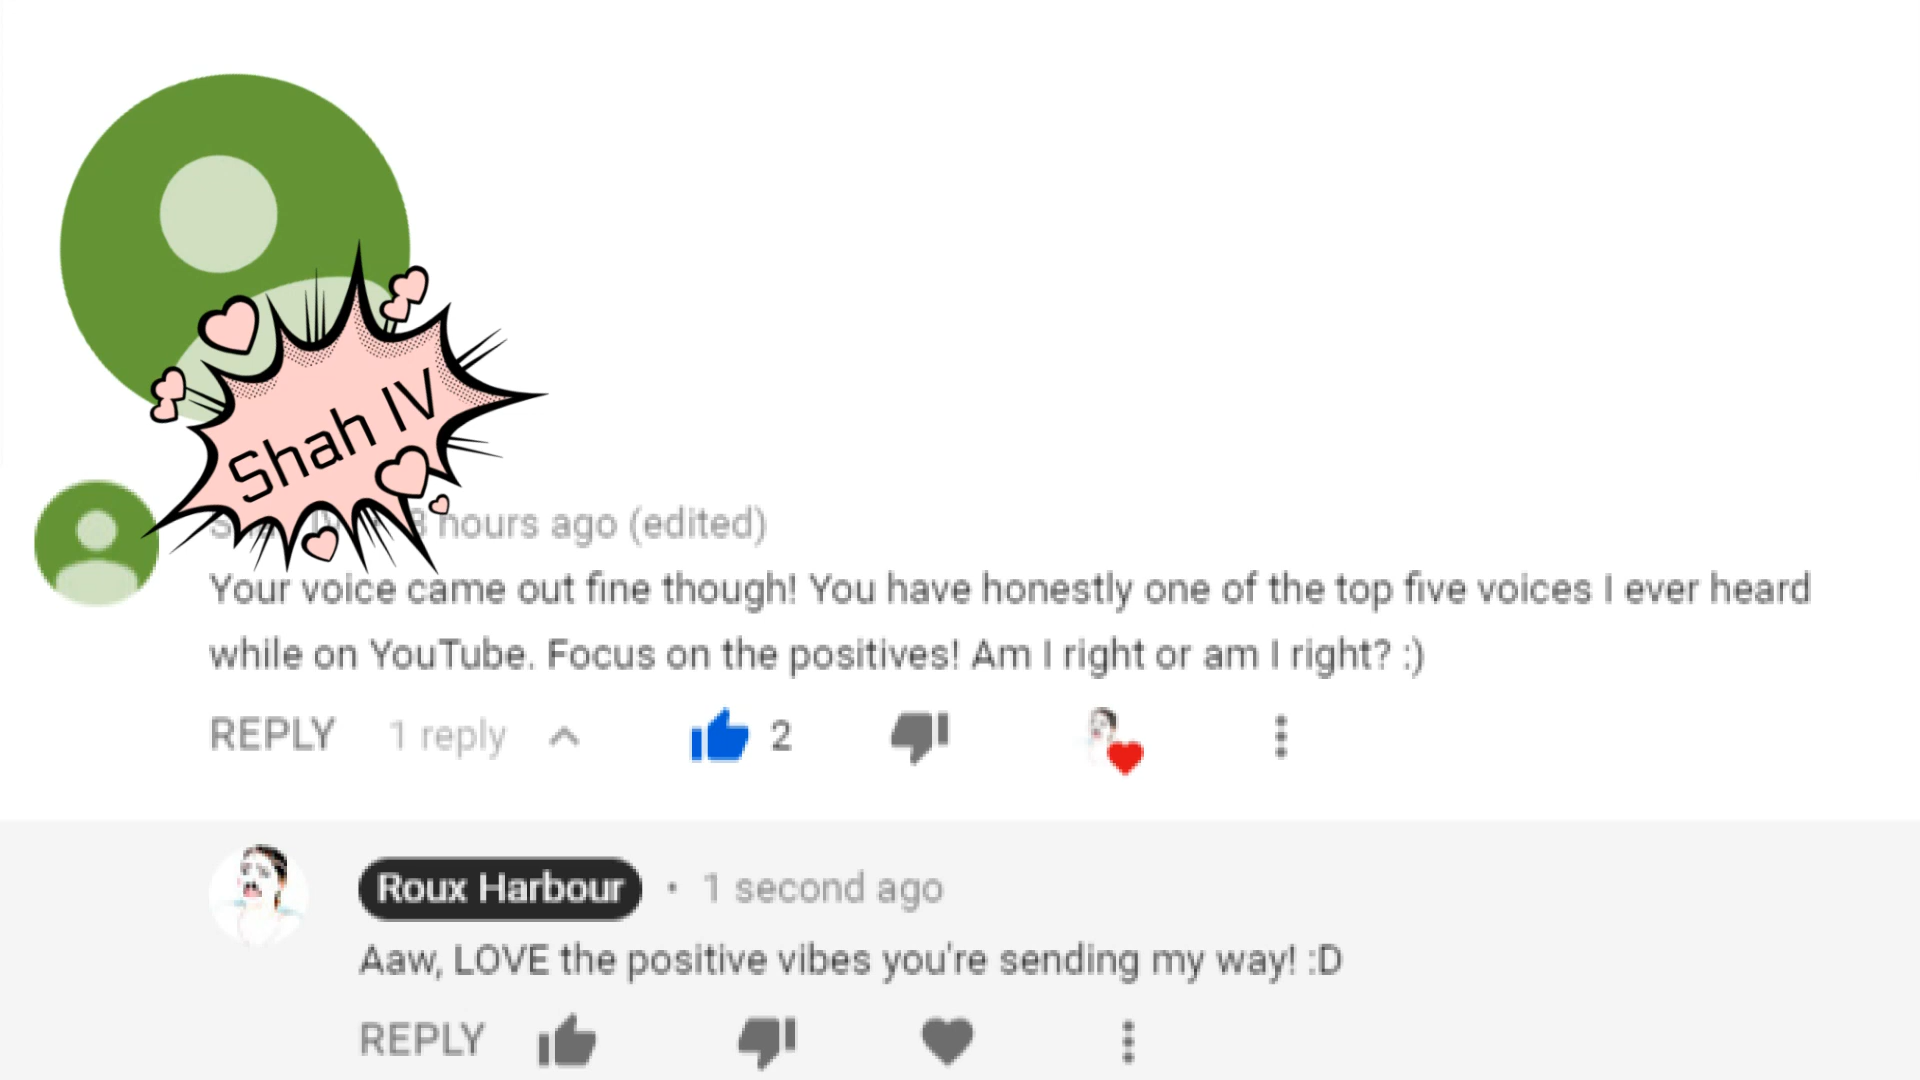 Shah IV
hours ago (edited)
Your voice came out fine though! You have honestly one of the top five voices I ever heard
while on YouTube. Focus on the positives! Am I right or am I right? :)
REPLY 1 reply 2
Roux Harbour • 1 second ago
Aaw, LOVE the positive vibes you're sending my way! :D
REPLY